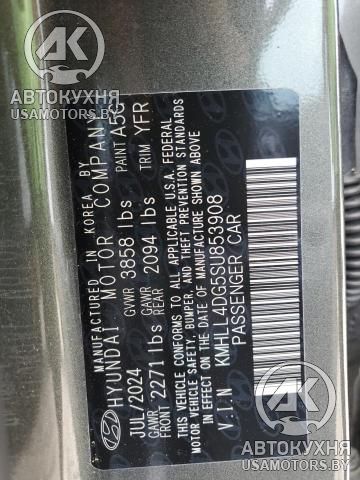 MANUFACTURED IN KOREA BY
HYUNDAI MOTOR COMPANY
JUL/2024 GVWR 3858 lbs PAINT A5G
GAWR FRONT 2271 lbs GAWR REAR 2094 lbs TRIM YFR
THIS VEHICLE CONFORMS TO ALL APPLICABLE U.S.A. FEDERAL
MOTOR VEHICLE SAFETY, BUMPER, AND THEFT PREVENTION STANDARDS
IN EFFECT ON THE DATE OF MANUFACTURE SHOWN ABOVE
V.I.N KMHLL4DG5SU853908
PASSENGER CAR
АК
АВТОКУХНЯ
USAMOTORS.BY
АК
АВТОКУХНЯ
USAMOTORS.BY